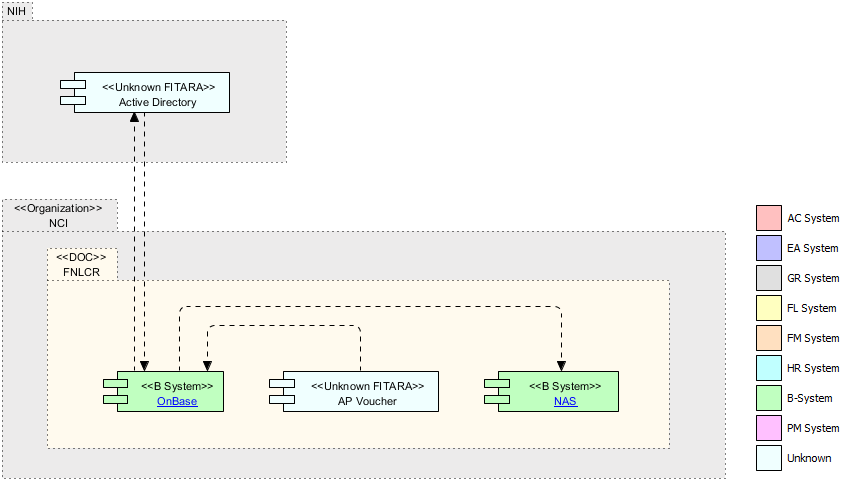 NIH
<<Unknown FITARA>>
Active Directory
<<Organization>>
NCI
<<DOC>>
FNLCR
<<B System>>
OnBase
<<Unknown FITARA>>
AP Voucher
<<B System>>
NAS
AC System
EA System
GR System
FL System
FM System
HR System
B-System
PM System
Unknown